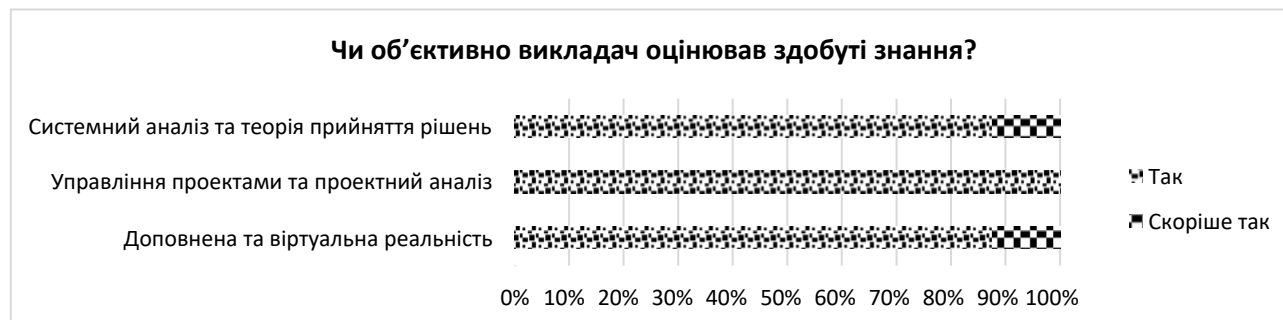 Чи об’єктивно викладач оцінював здобуті знання?
Системний аналіз та теорія прийняття рішень
Управління проектами та проектний аналіз
Доповнена та віртуальна реальність
Так
Скоріше так
0% 10% 20% 30% 40% 50% 60% 70% 80% 90% 100%